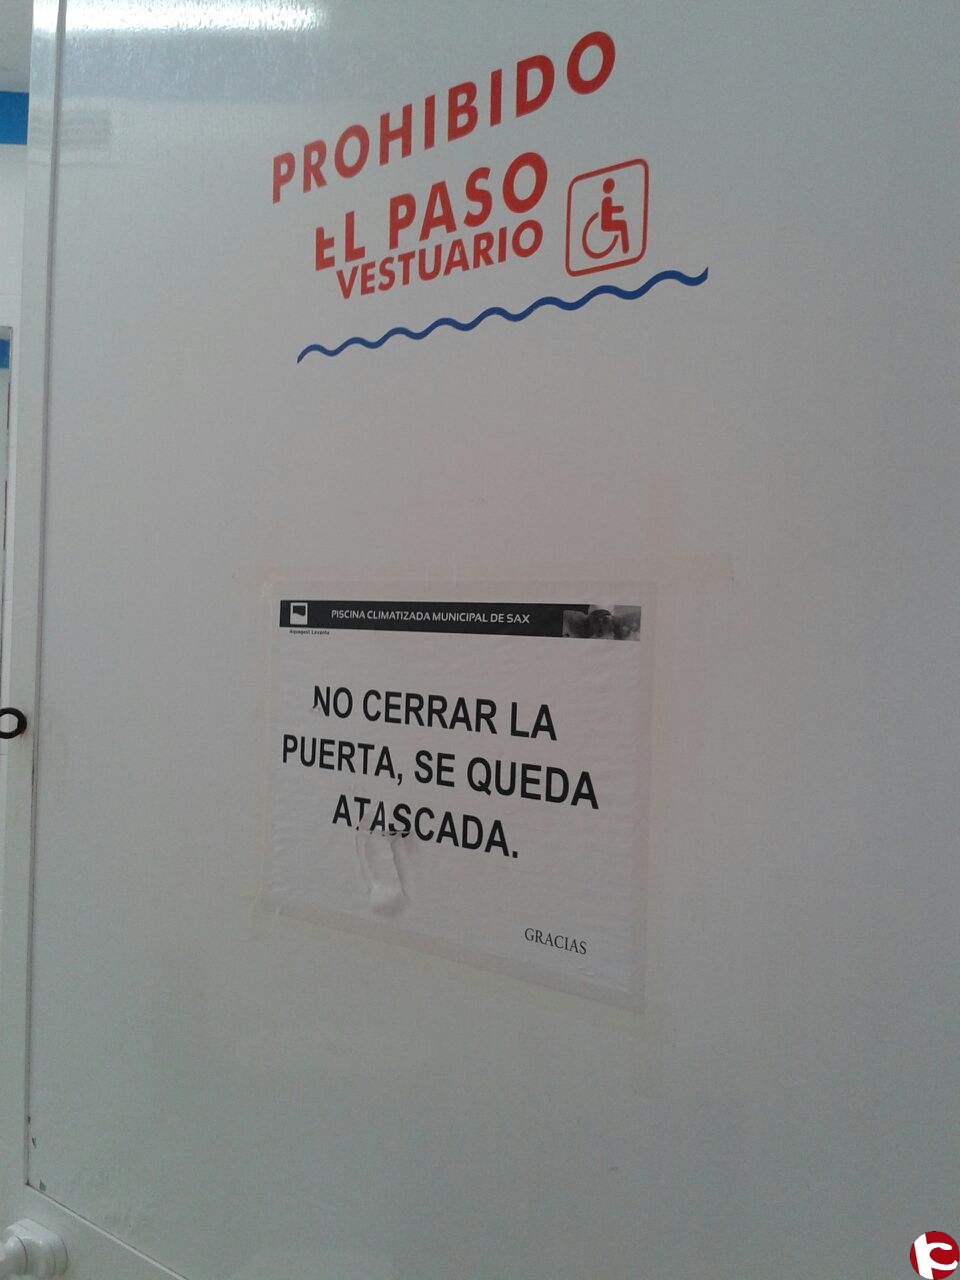 PROHIBIDO
EL PASO
VESTUARIO
PISCINA CLIMATIZADA MUNICIPAL DE SAX
Aquagest Levante
NO CERRAR LA
PUERTA, SE QUEDA
ATASCADA.
GRACIAS